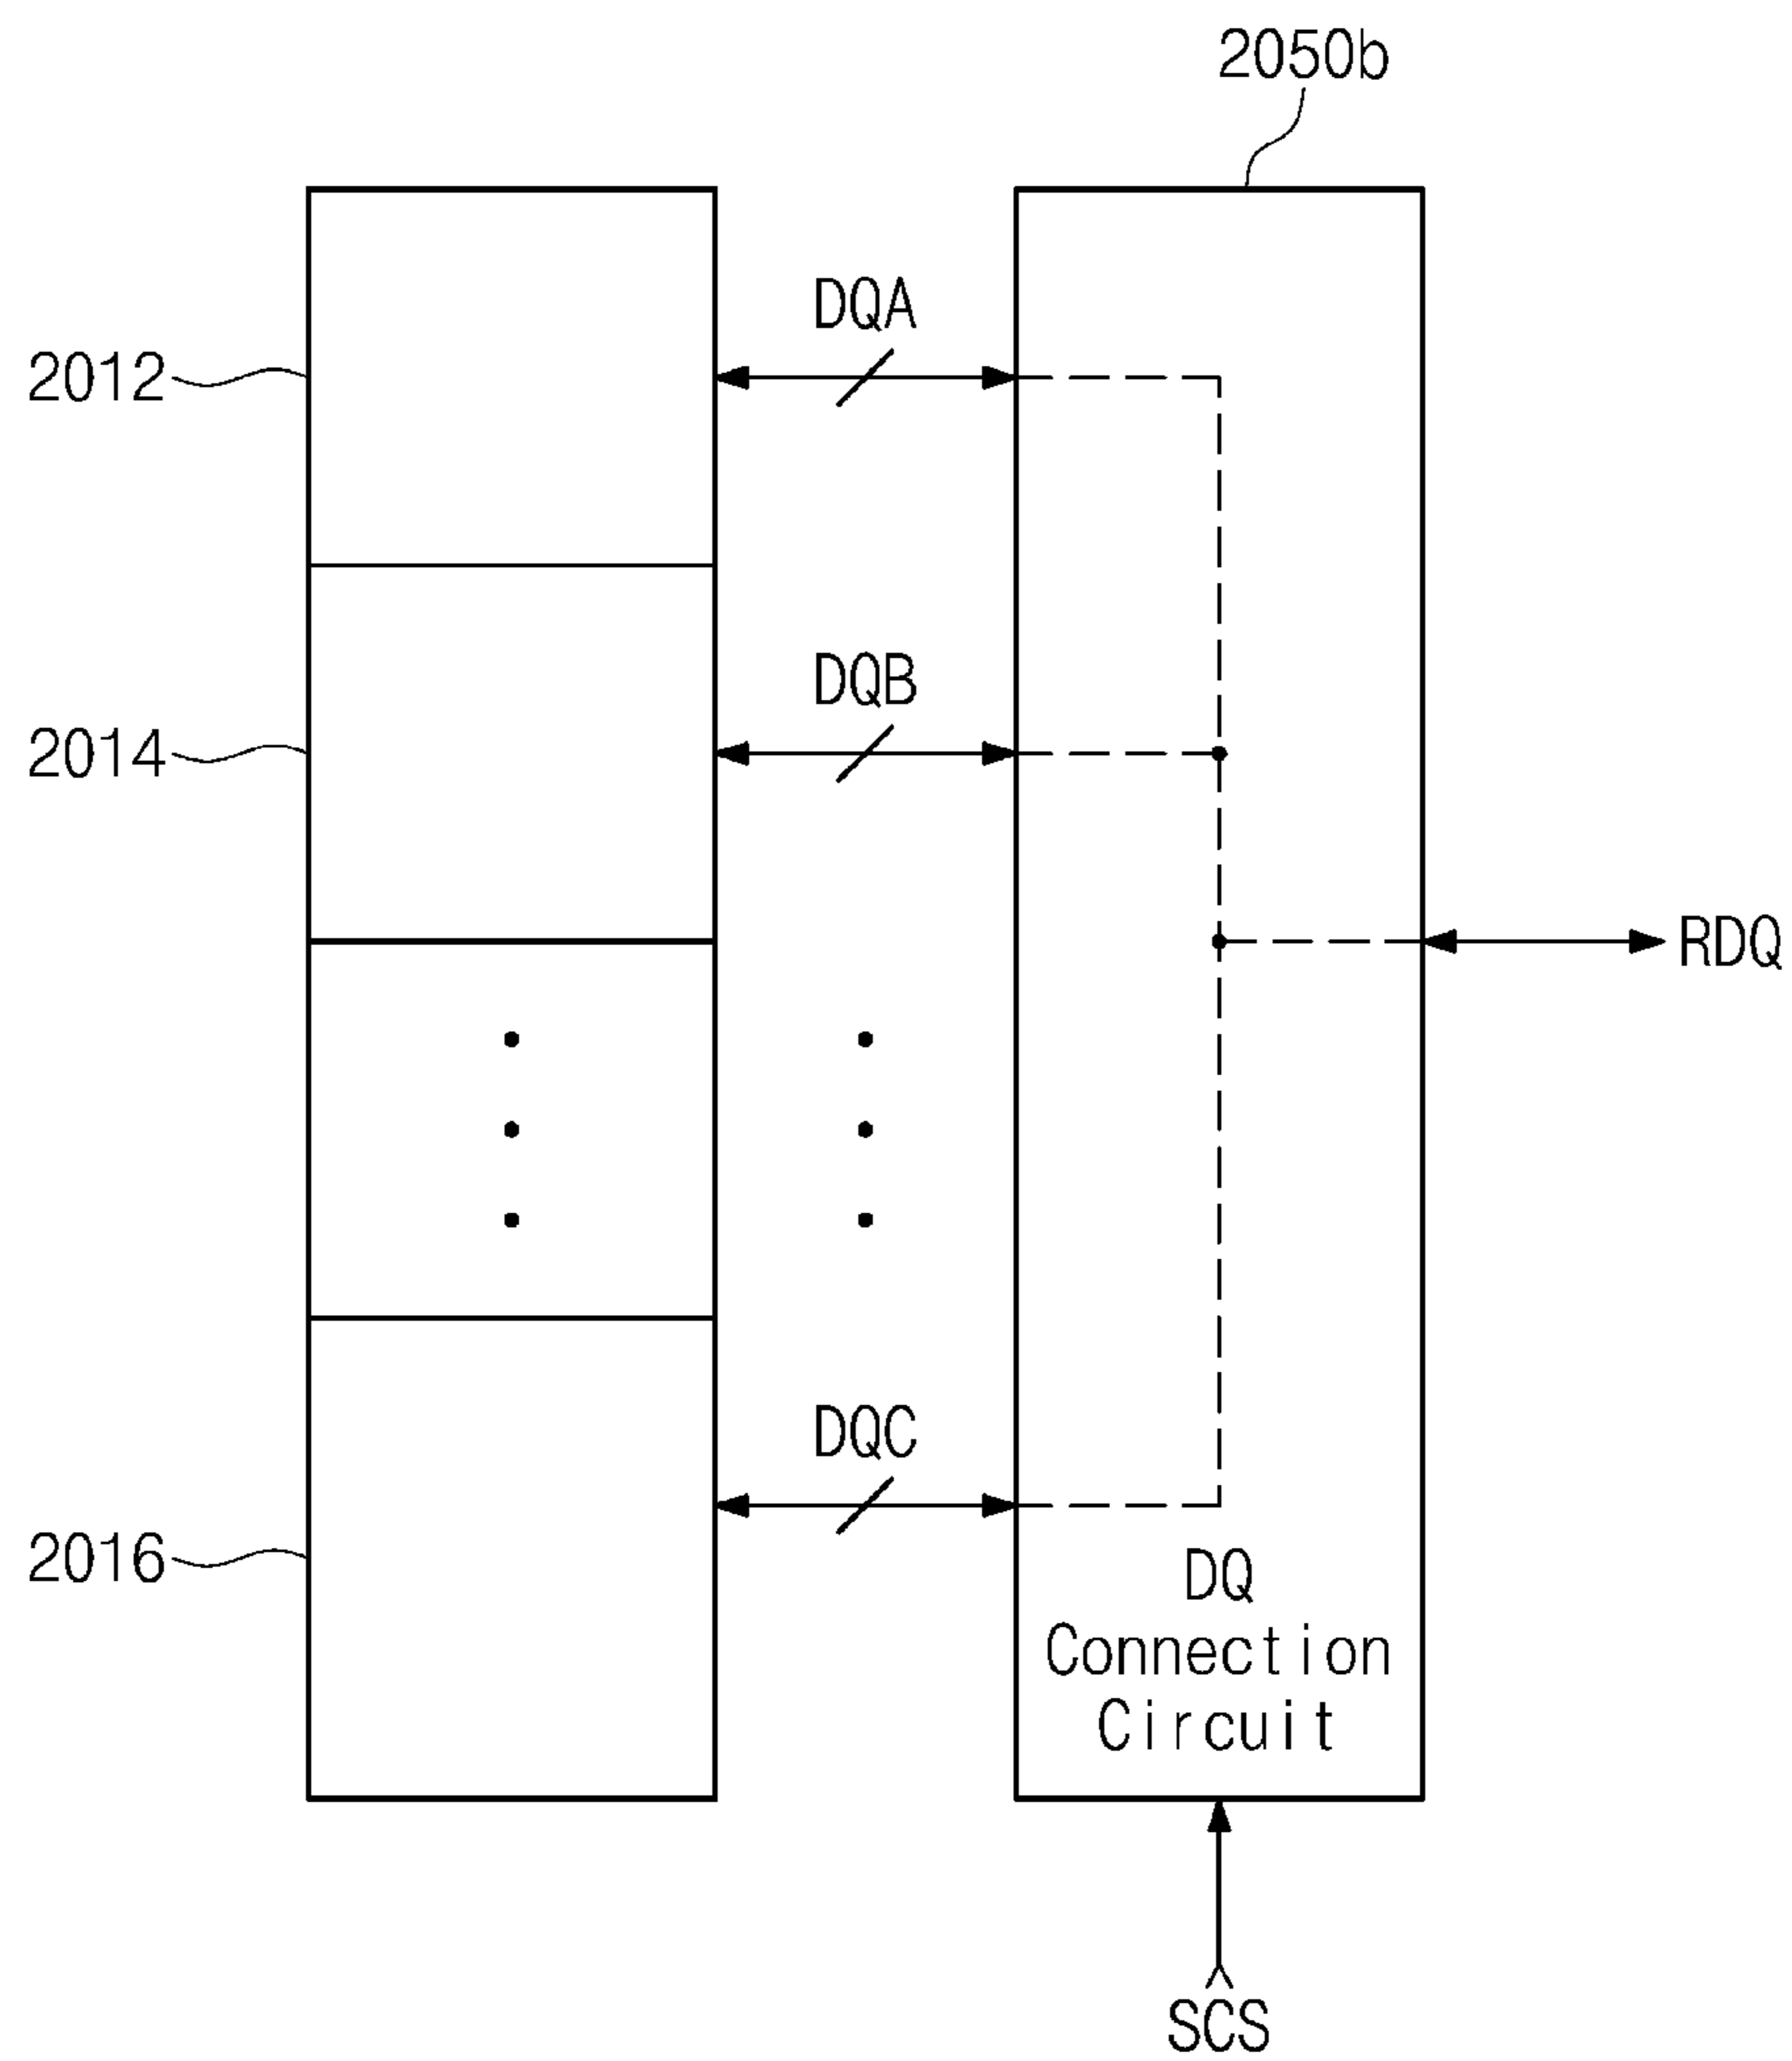 2050b
DQA
2012
DQB
2014
RDQ
DQC
2016
DQ
Connection
Circuit
SCS